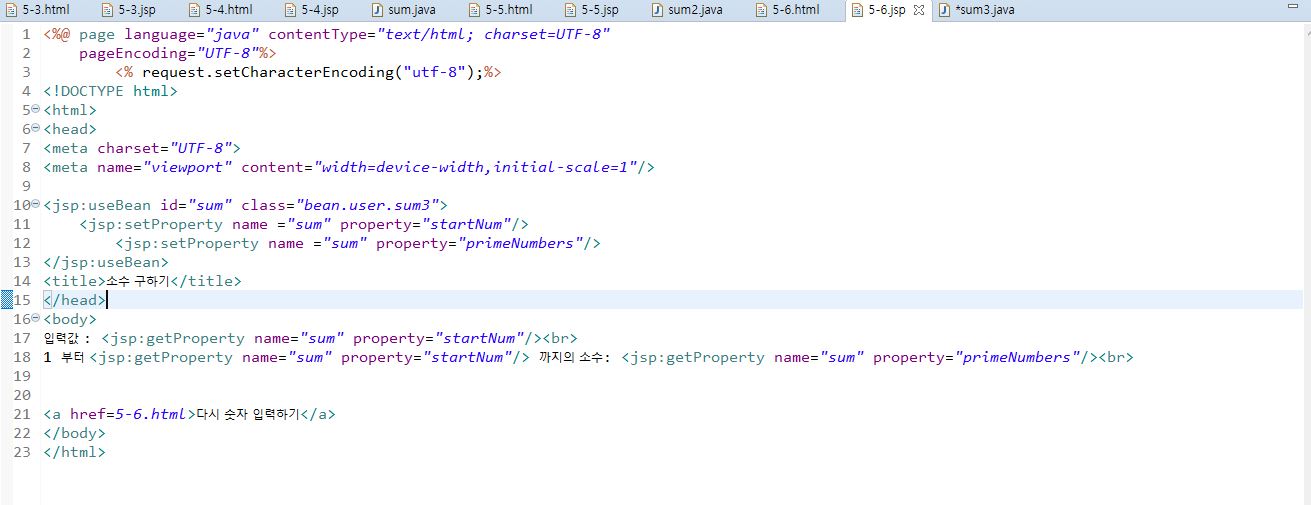 5-3.html 5-3.jsp 5-4.html 5-4.jsp sum.java 5-5.html 5-5.jsp sum2.java 5-6.html 5-6.jsp *sum3.java
1 <%@ page language="java" contentType="text/html; charset=UTF-8"
2     pageEncoding="UTF-8"%>
3         <% request.setCharacterEncoding("utf-8");%>
4 <!DOCTYPE html>
5 <html>
6 <head>
7 <meta charset="UTF-8">
8 <meta name="viewport" content="width=device-width,initial-scale=1"/>
9
10 <jsp:useBean id="sum" class="bean.user.sum3">
11     <jsp:setProperty name ="sum" property="startNum"/>
12         <jsp:setProperty name ="sum" property="primeNumbers"/>
13 </jsp:useBean>
14 <title>소수 구하기</title>
15 </head>
16 <body>
17 입력값 : <jsp:getProperty name="sum" property="startNum"/><br>
18 1 부터<jsp:getProperty name="sum" property="startNum"/> 까지의 소수: <jsp:getProperty name="sum" property="primeNumbers"/><br>
19
20
21 <a href=5-6.html>다시 숫자 입력하기</a>
22 </body>
23 </html>